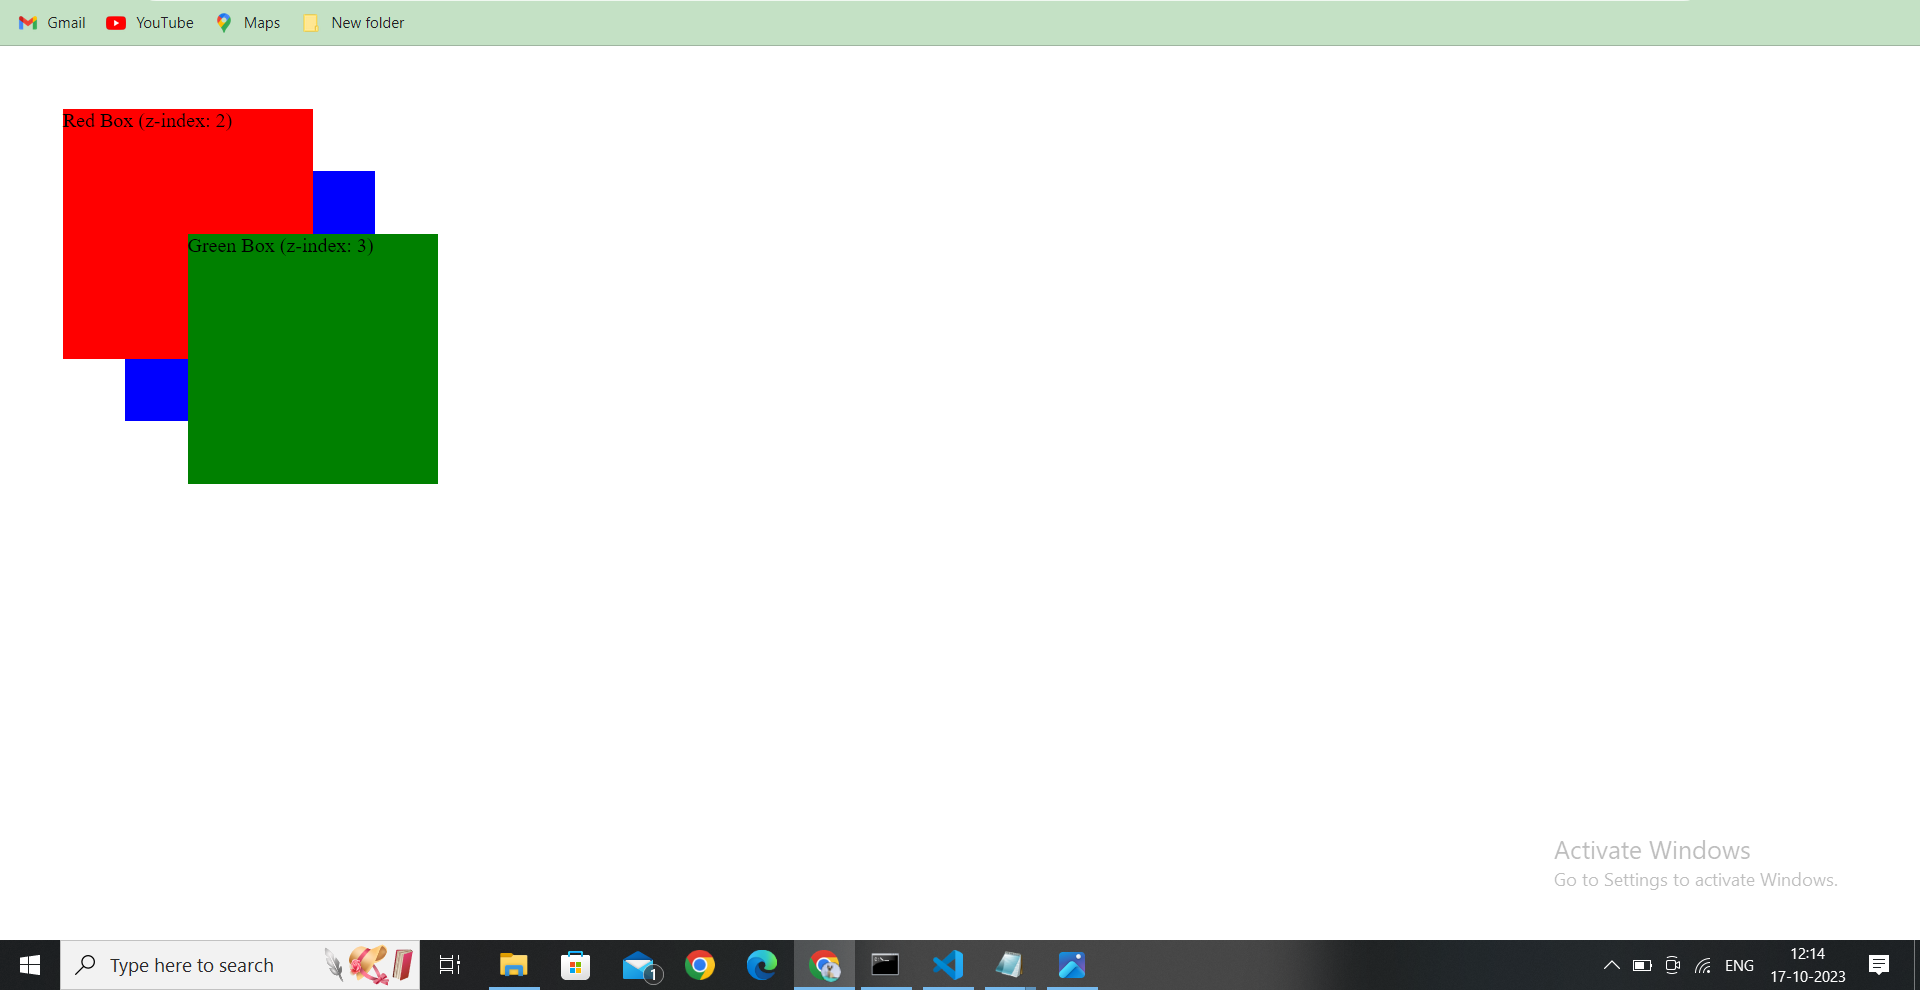 Gmail YouTube Maps New folder
Red Box (z-index: 2)
Green Box (z-index: 3)
Activate Windows
Go to Settings to activate Windows.
Type here to search
1
ENG
12:14
17-10-2023